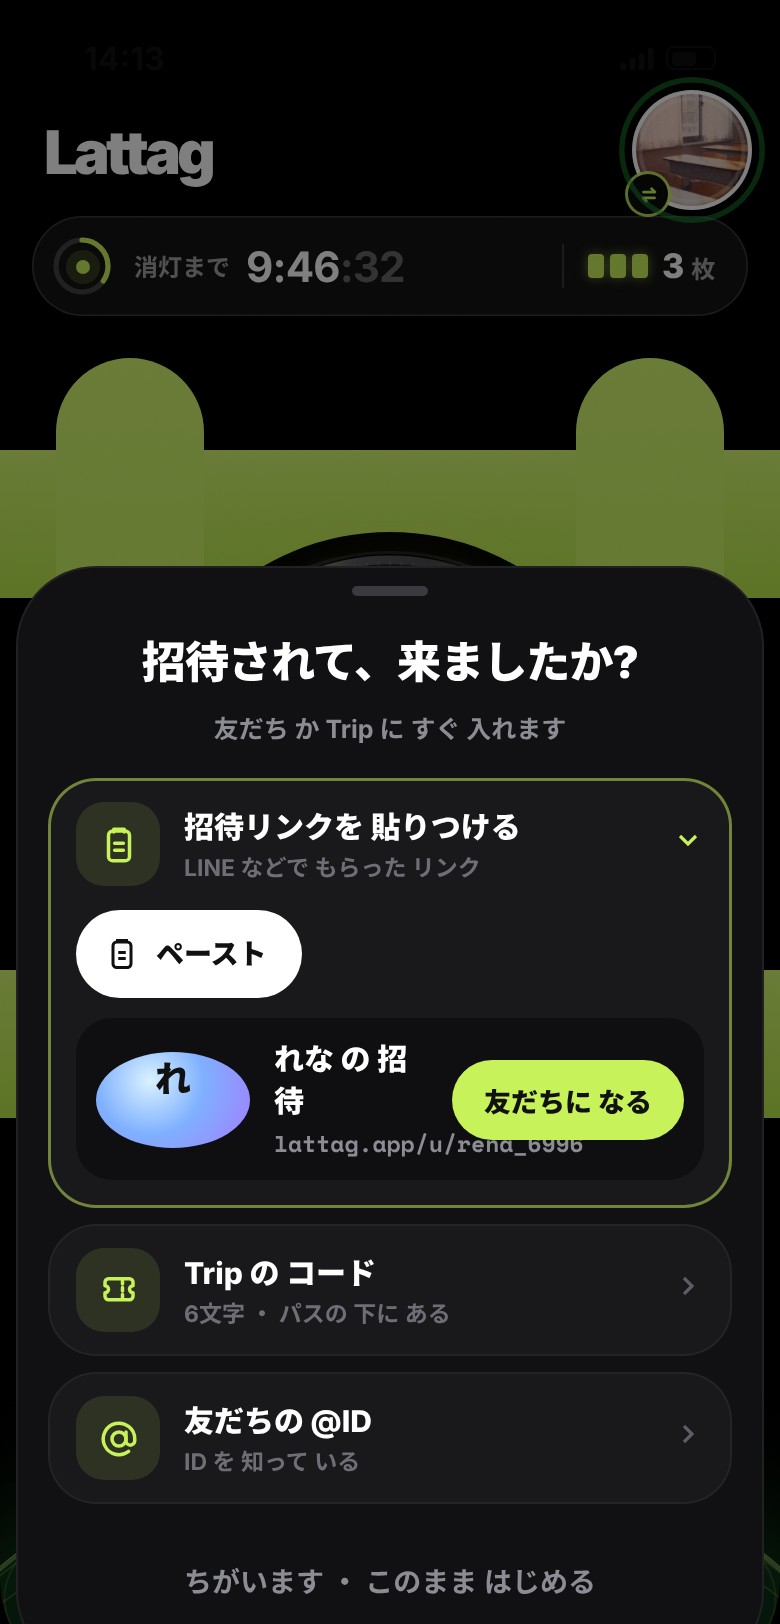 14:13
Lattag
消灯まで 9:46:32 3 枚
招待されて、来ましたか?
友だち か Trip に すぐ 入れます
招待リンクを 貼りつける
LINE などで もらった リンク
ペースト
れ
れな の 招
待
友だちに なる
lattag.app/u/rena_6996
Trip の コード
6文字 ・ パスの 下に ある
友だちの @ID
ID を 知って いる
ちがいます ・ このまま はじめる